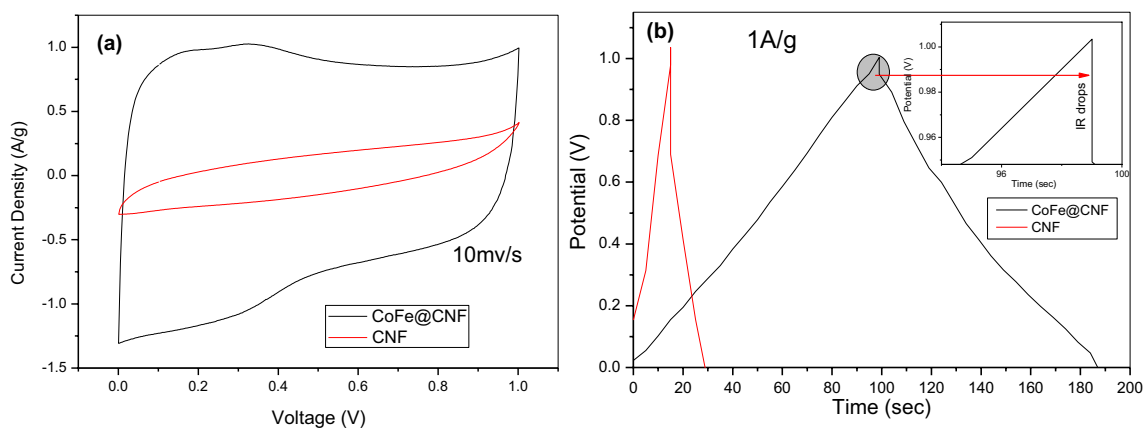 (a)
1.0
0.5
0.0
-0.5
-1.0
-1.5
Current Density (A/g)
10mv/s
CoFe@CNF
CNF
0.0 0.2 0.4 0.6 0.8 1.0
Voltage (V)
(b)
1A/g
1.0
0.8
0.6
0.4
0.2
0.0
Potential (V)
1.00
0.98
0.96
Potential (V)
IR drops
96 100
Time (sec)
CoFe@CNF
CNF
0 20 40 60 80 100 120 140 160 180 200
Time (sec)